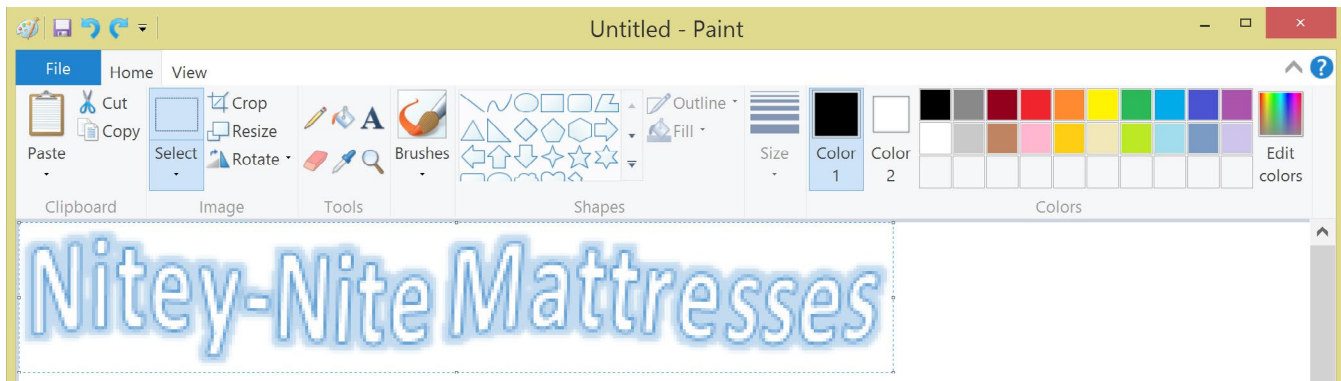 Untitled - Paint
File Home View
Paste
Cut
Copy
Clipboard
Select
Crop
Resize
Rotate
Image
A
Tools
Brushes
Outline
Fill
Shapes
Size
Color 1
Color 2
Edit colors
Colors
Nitey-Nite Mattresses